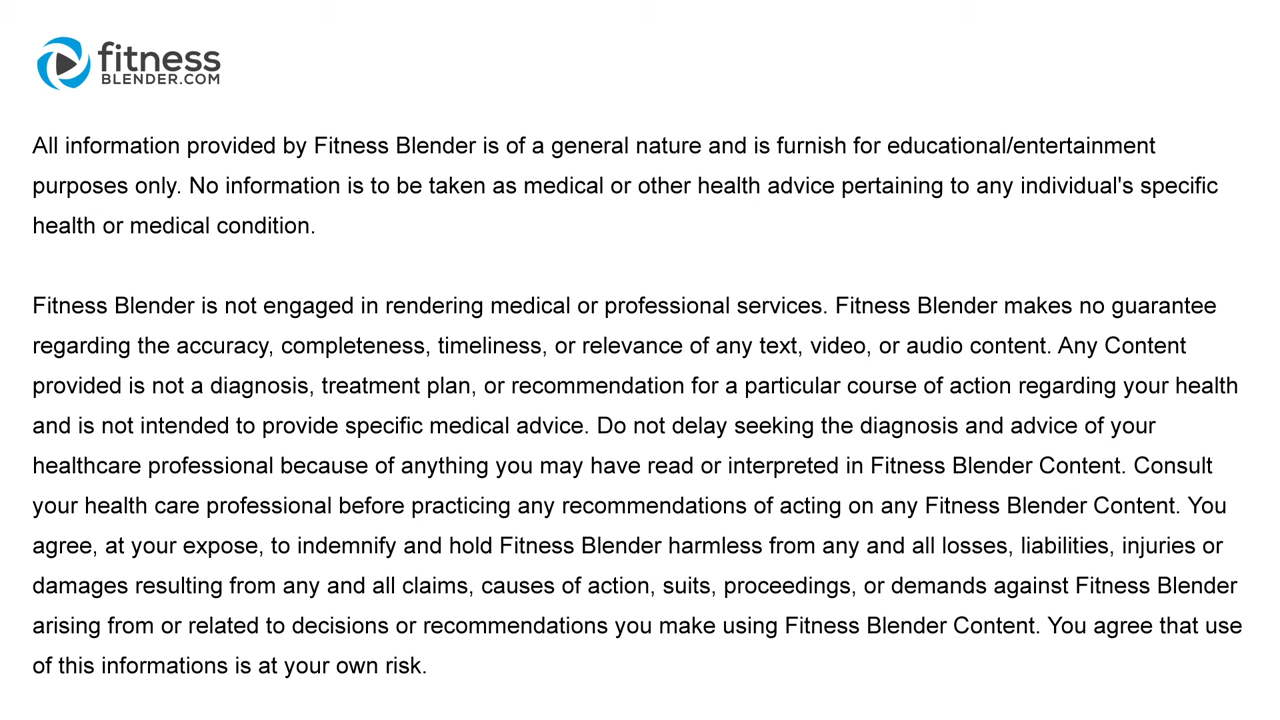 fitness
BLENDER.COM
All information provided by Fitness Blender is of a general nature and is furnish for educational/entertainment
purposes only. No information is to be taken as medical or other health advice pertaining to any individual's specific
health or medical condition.
Fitness Blender is not engaged in rendering medical or professional services. Fitness Blender makes no guarantee
regarding the accuracy, completeness, timeliness, or relevance of any text, video, or audio content. Any Content
provided is not a diagnosis, treatment plan, or recommendation for a particular course of action regarding your health
and is not intended to provide specific medical advice. Do not delay seeking the diagnosis and advice of your
healthcare professional because of anything you may have read or interpreted in Fitness Blender Content. Consult
your health care professional before practicing any recommendations of acting on any Fitness Blender Content. You
agree, at your expose, to indemnify and hold Fitness Blender harmless from any and all losses, liabilities, injuries or
damages resulting from any and all claims, causes of action, suits, proceedings, or demands against Fitness Blender
arising from or related to decisions or recommendations you make using Fitness Blender Content. You agree that use
of this informations is at your own risk.